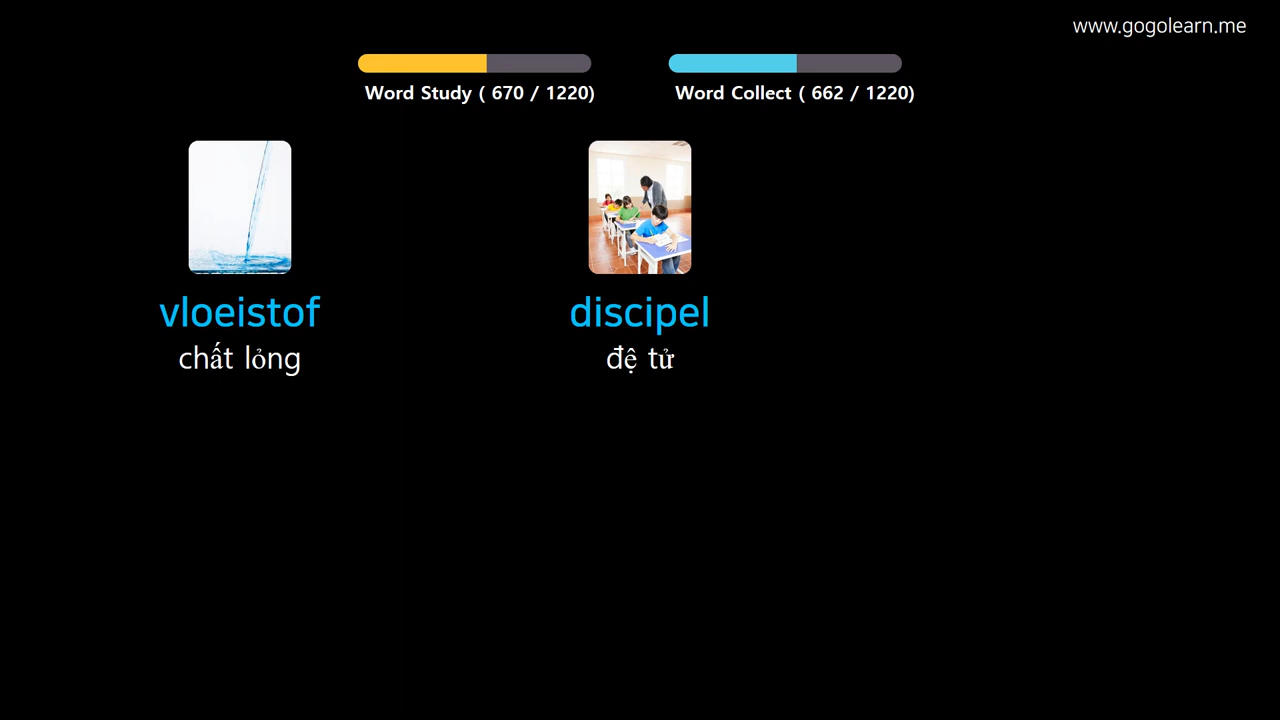 www.gogolearn.me
Word Study ( 670 / 1220)
Word Collect ( 662 / 1220)
vloeistof
chất lỏng
discipel
đệ tử